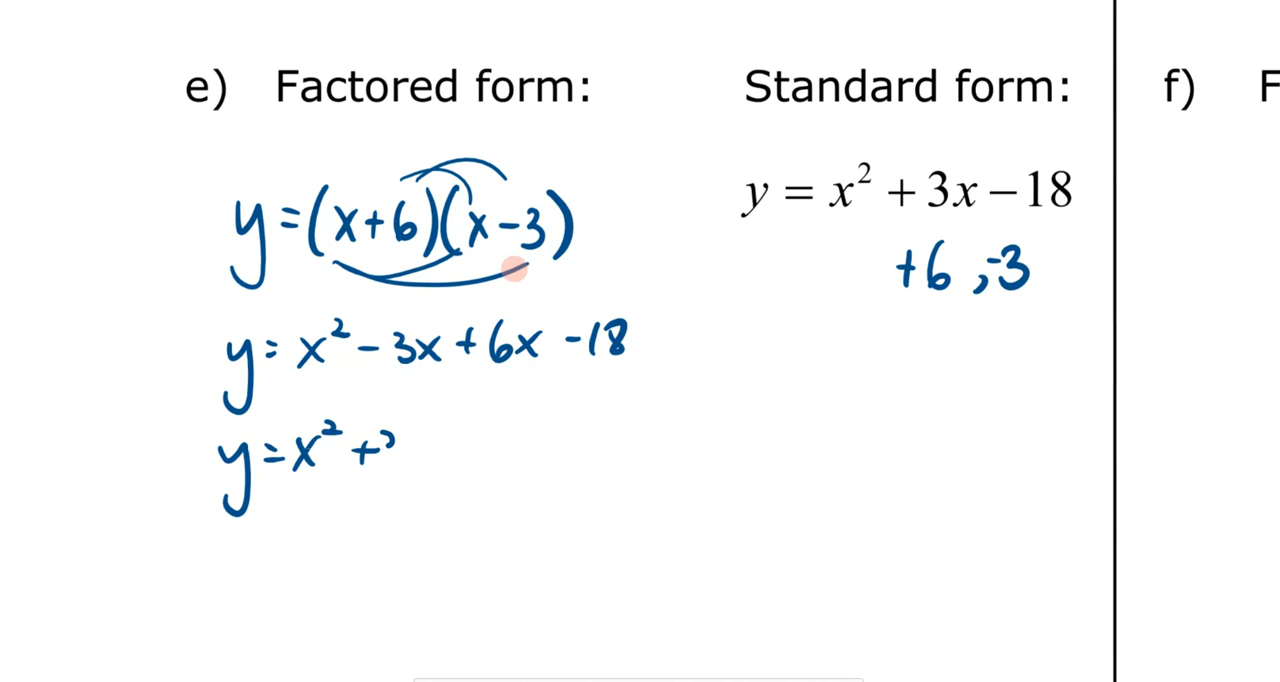 e) Factored form: Standard form: f) F
y=(x+6)(x-3) y = x² + 3x − 18
+6 ,-3
y= x² - 3x + 6x -18
y=x² +